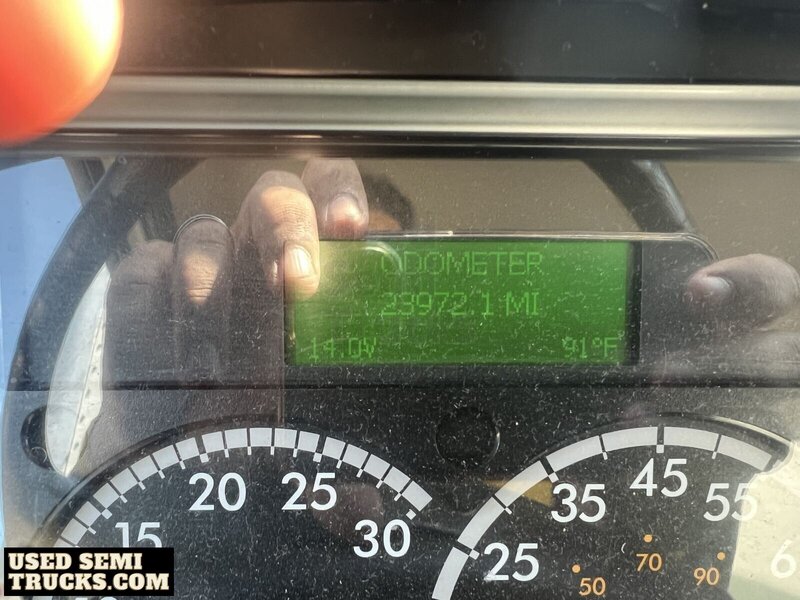 ODOMETER
23972.1 MI
14.0V 91°F
15 20 25 30
25 35 45 55
50 70 90
USED SEMI
TRUCKS.COM